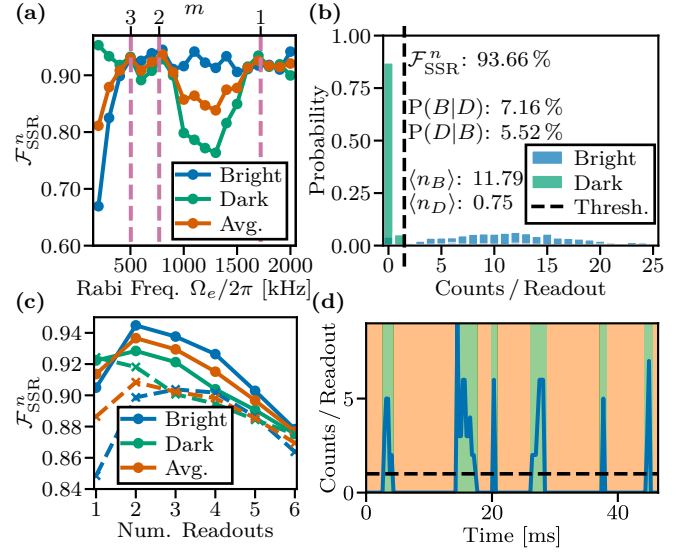 (a)
m
3 2 1
0.90
0.80
0.70
0.60
F^n_SSR
Bright
Dark
Avg.
500 1000 1500 2000
Rabi Freq. Ω_e/2π [kHz]
(b)
1.00
0.75
0.50
0.25
0.00
Probability
F^n_SSR: 93.66 %
P(B|D): 7.16 %
P(D|B): 5.52 %
⟨n_B⟩: 11.79
⟨n_D⟩: 0.75
Bright
Dark
Thresh.
0 5 10 15 20 25
Counts / Readout
(c)
0.94
0.92
0.90
0.88
0.86
0.84
F^n_SSR
Bright
Dark
Avg.
1 2 3 4 5 6
Num. Readouts
(d)
5
0
Counts / Readout
0 20 40
Time [ms]